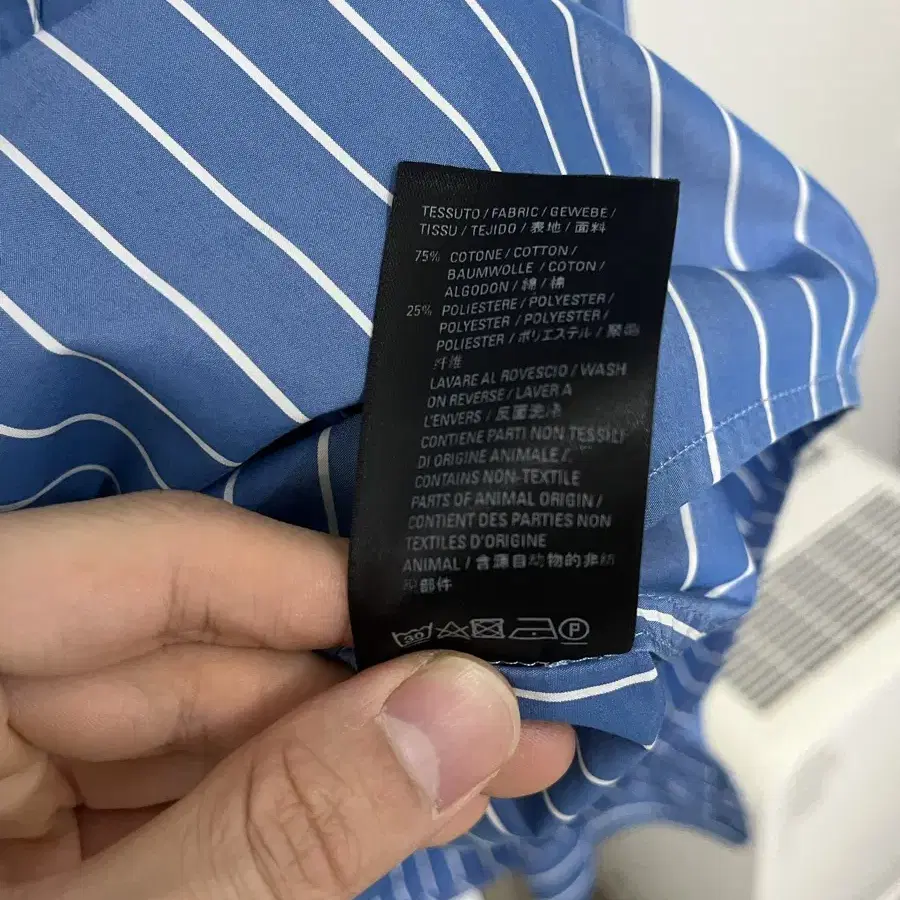 TESSUTO / FABRIC / GEWEBE /
TISSU / TEJIDO / 表地 / 面料
75% COTONE / COTTON /
BAUMWOLLE / COTON /
ALGODON / 綿 / 棉
25% POLIESTERE / POLYESTER /
POLYESTER / POLYESTER /
POLIESTER / ポリエステル / 聚酯
纤维
LAVARE AL ROVESCIO / WASH
ON REVERSE / LAVER A
L'ENVERS / 反面洗涤
CONTIENE PARTI NON TESSILI
DI ORIGINE ANIMALE /
CONTAINS NON-TEXTILE
PARTS OF ANIMAL ORIGIN /
CONTIENT DES PARTIES NON
TEXTILES D'ORIGINE
ANIMAL / 含源自动物的非纺
织部件
30 P